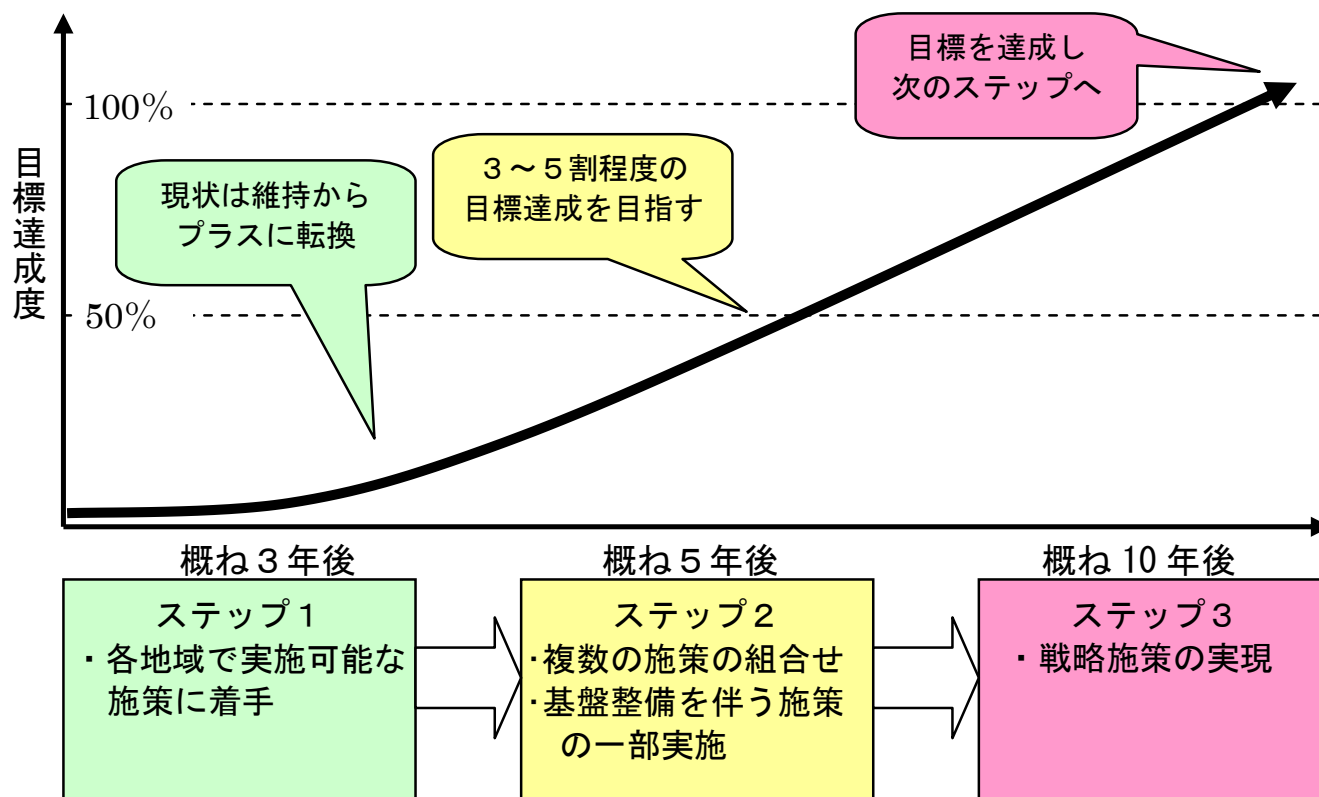 目標達成度
100%
50%
現状は維持から
プラスに転換
３～５割程度の
目標達成を目指す
目標を達成し
次のステップへ
概ね３年後
概ね５年後
概ね 10 年後
ステップ１
・各地域で実施可能な
施策に着手
ステップ２
・複数の施策の組合せ
・基盤整備を伴う施策
の一部実施
ステップ３
・戦略施策の実現